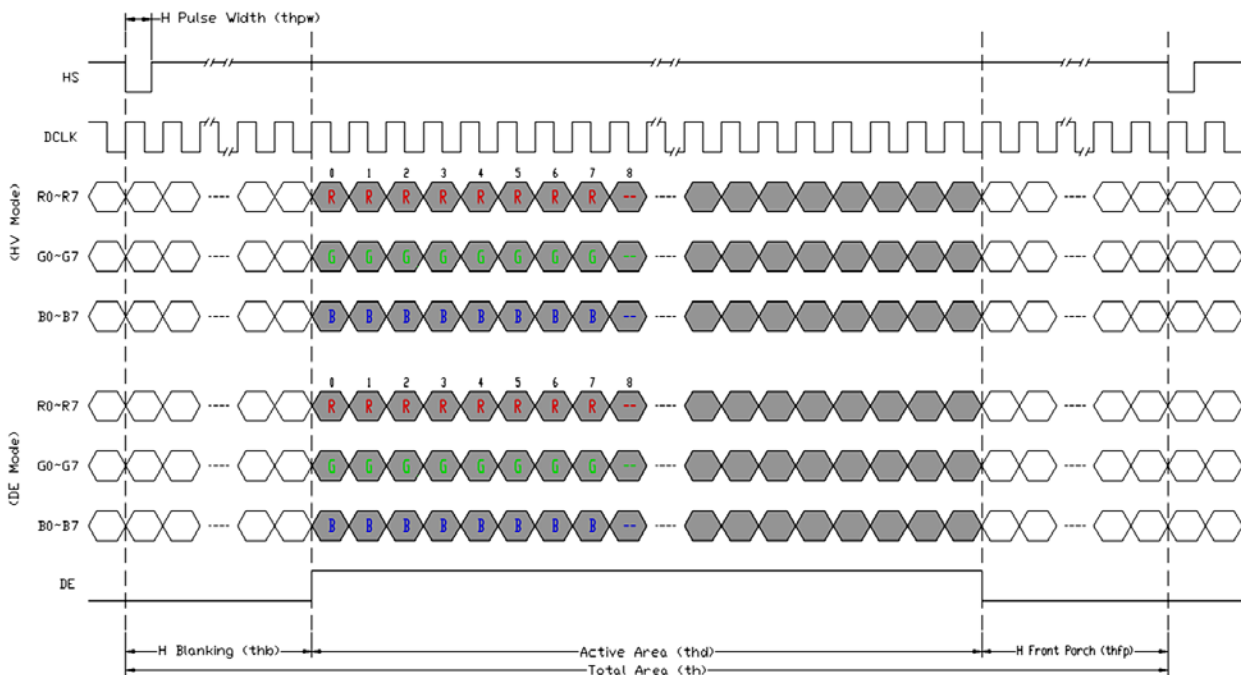 H Pulse Width (thpw)
HS
DCLK
(HV Mode)
0 1 2 3 4 5 6 7 8
R0~R7 R R R R R R R R --
G0~G7 G G G G G G G G --
B0~B7 B B B B B B B B --
(DE Mode)
0 1 2 3 4 5 6 7 8
R0~R7 R R R R R R R R --
G0~G7 G G G G G G G G --
B0~B7 B B B B B B B B --
DE
H Blanking (thb) Active Area (thd) H Front Porch (thfp)
Total Area (th)